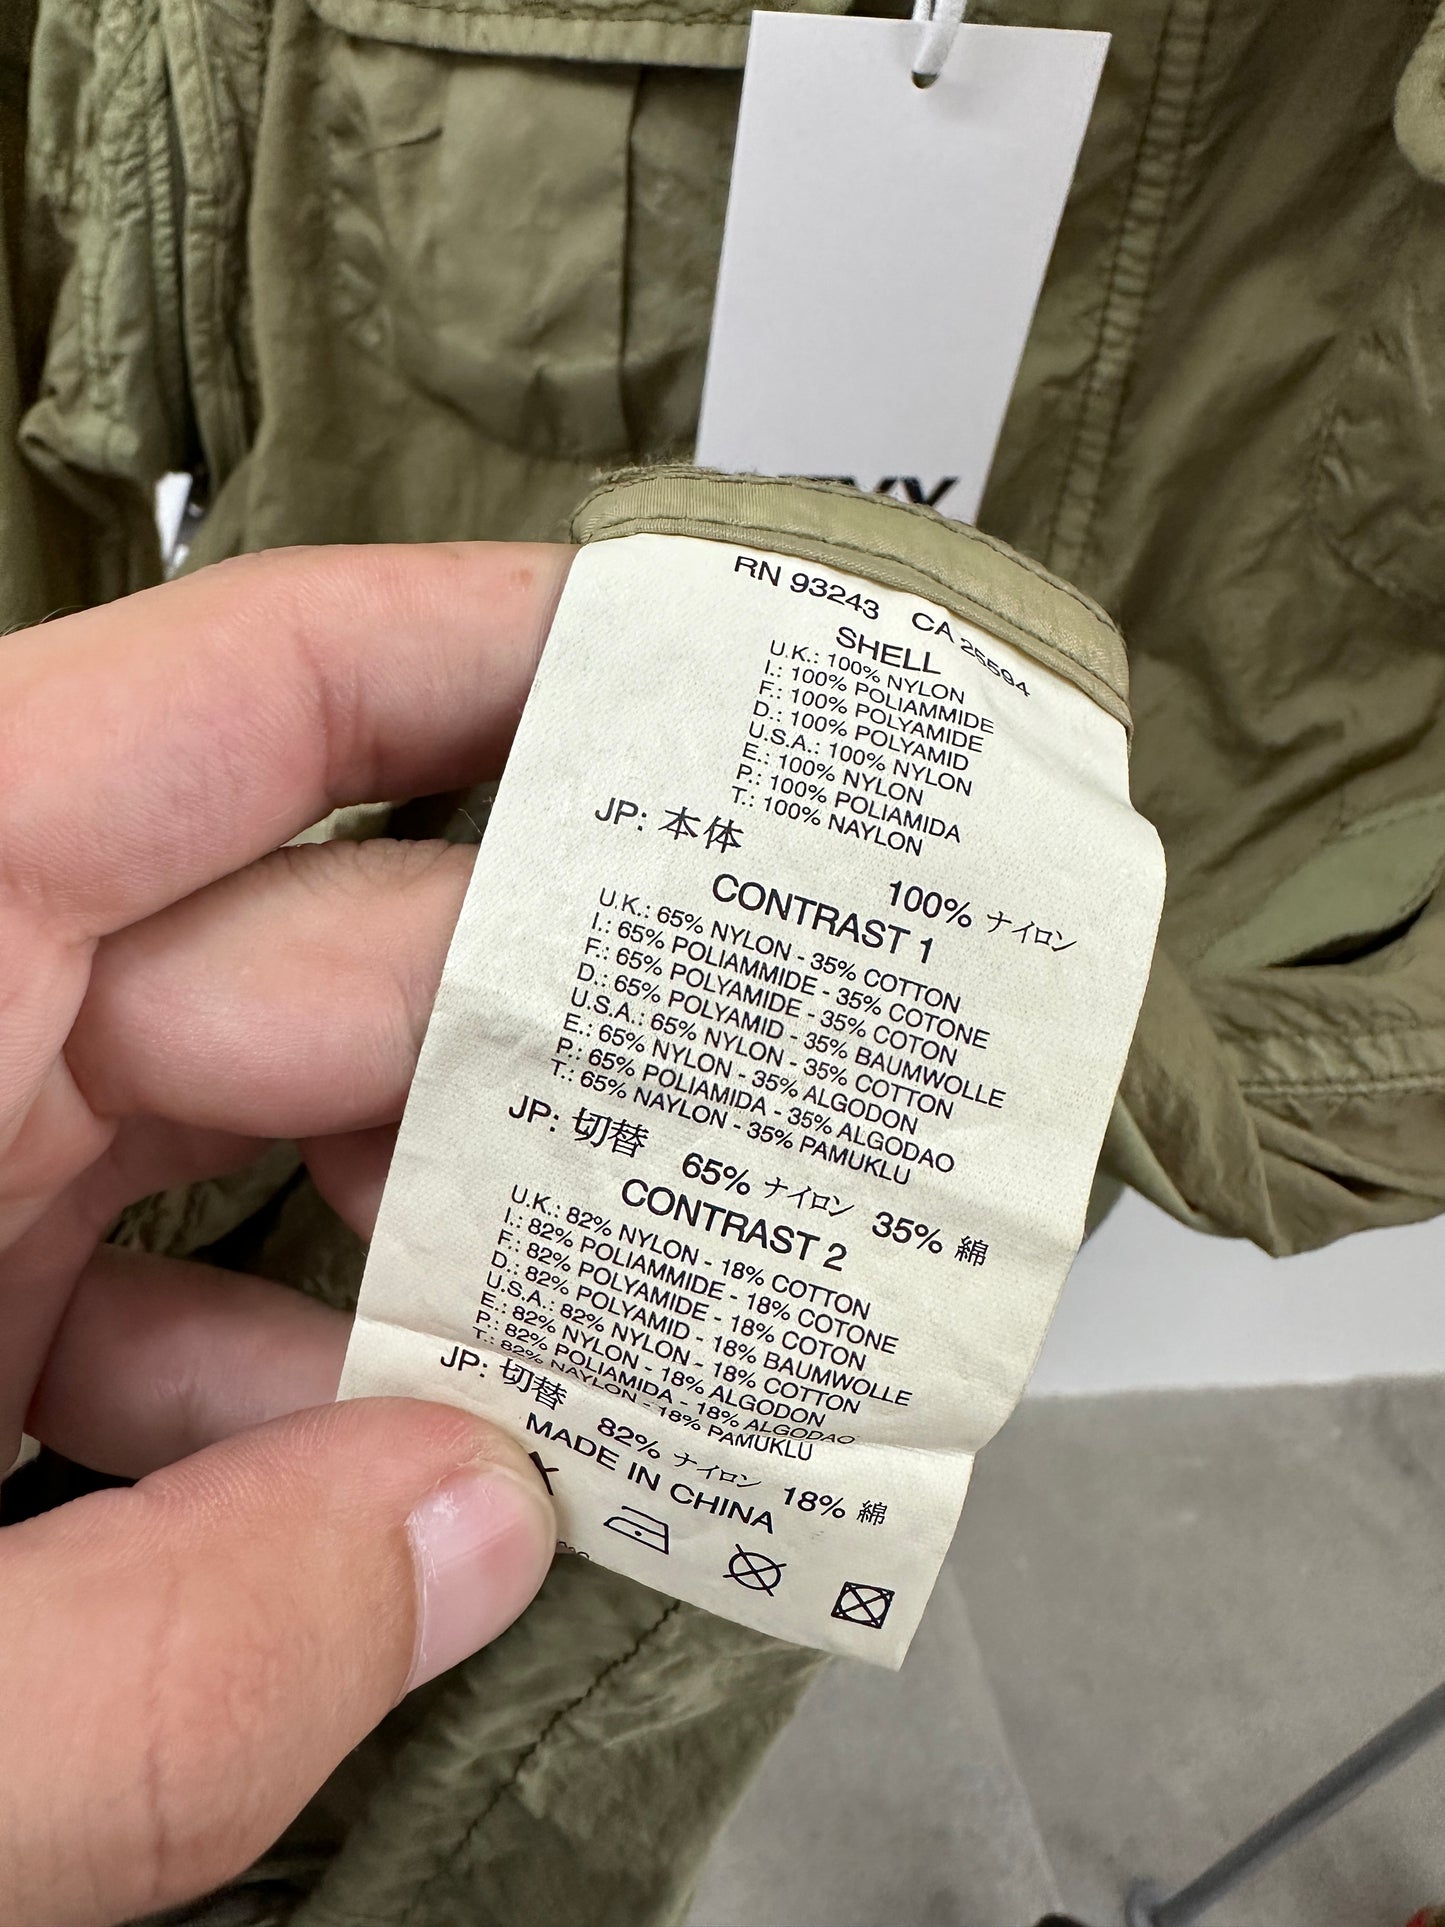 RN 93243 CA 25594
SHELL
U.K.: 100% NYLON
I.: 100% POLIAMMIDE
F.: 100% POLYAMIDE
D.: 100% POLYAMID
U.S.A.: 100% NYLON
E.: 100% NYLON
P.: 100% POLIAMIDA
T.: 100% NAYLON
JP: 本体
100% ナイロン
CONTRAST 1
U.K.: 65% NYLON - 35% COTTON
I.: 65% POLIAMMIDE - 35% COTONE
F.: 65% POLYAMIDE - 35% COTON
D.: 65% POLYAMID - 35% BAUMWOLLE
U.S.A.: 65% NYLON - 35% COTTON
E.: 65% NYLON - 35% ALGODON
P.: 65% POLIAMIDA - 35% ALGODAO
T.: 65% NAYLON - 35% PAMUKLU
JP: 切替 65% ナイロン 35% 綿
CONTRAST 2
U.K.: 82% NYLON - 18% COTTON
I.: 82% POLIAMMIDE - 18% COTONE
F.: 82% POLYAMIDE - 18% COTON
D.: 82% POLYAMID - 18% BAUMWOLLE
U.S.A.: 82% NYLON - 18% COTTON
E.: 82% NYLON - 18% ALGODON
P.: 82% POLIAMIDA - 18% ALGODAO
T.: 82% NAYLON - 18% PAMUKLU
JP: 切替 82% ナイロン 18% 綿
MADE IN CHINA